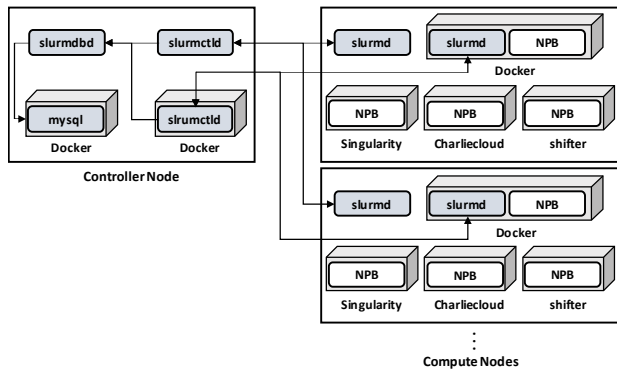 slurmdbd
slurmctld
mysql
Docker
slrumctld
Docker
Controller Node
slurmd
slurmd
NPB
Docker
NPB
NPB
NPB
Singularity
Charliecloud
shifter
slurmd
slurmd
NPB
Docker
NPB
NPB
NPB
Singularity
Charliecloud
shifter
Compute Nodes